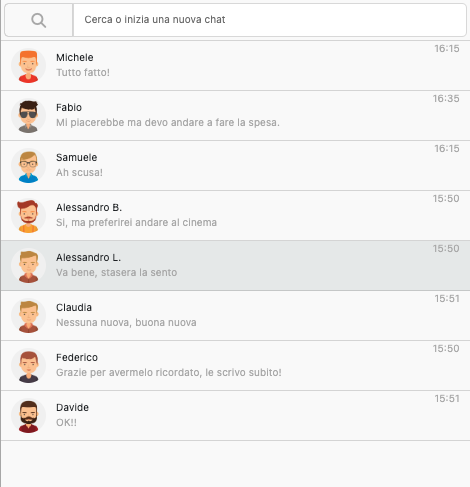 Cerca o inizia una nuova chat
16:15
Michele
Tutto fatto!
16:35
Fabio
Mi piacerebbe ma devo andare a fare la spesa.
16:15
Samuele
Ah scusa!
15:50
Alessandro B.
Si, ma preferirei andare al cinema
15:50
Alessandro L.
Va bene, stasera la sento
15:51
Claudia
Nessuna nuova, buona nuova
15:50
Federico
Grazie per avermelo ricordato, le scrivo subito!
15:51
Davide
OK!!